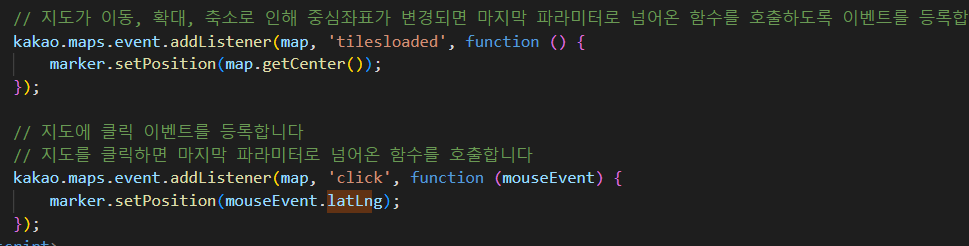 // 지도가 이동, 확대, 축소로 인해 중심좌표가 변경되면 마지막 파라미터로 넘어온 함수를 호출하도록 이벤트를 등록합
kakao.maps.event.addListener(map, 'tilesloaded', function () {
marker.setPosition(map.getCenter());
});
// 지도에 클릭 이벤트를 등록합니다
// 지도를 클릭하면 마지막 파라미터로 넘어온 함수를 호출합니다
kakao.maps.event.addListener(map, 'click', function (mouseEvent) {
marker.setPosition(mouseEvent.latLng);
});
script>